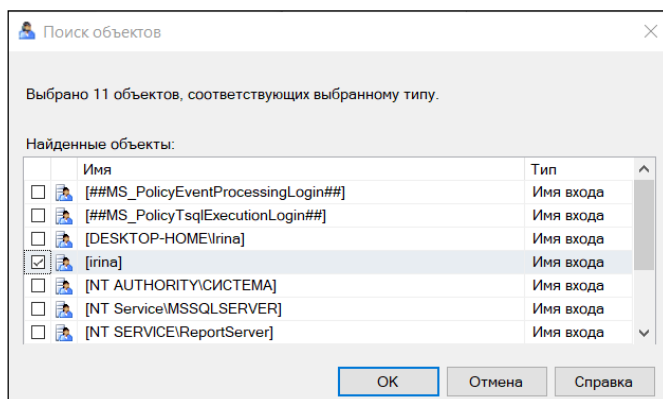 Поиск объектов
Выбрано 11 объектов, соответствующих выбранному типу.
Найденные объекты:
Имя Тип
[##MS_PolicyEventProcessingLogin##] Имя входа
[##MS_PolicyTsqlExecutionLogin##] Имя входа
[DESKTOP-HOME\Irina] Имя входа
[irina] Имя входа
[NT AUTHORITY\СИСТЕМА] Имя входа
[NT Service\MSSQLSERVER] Имя входа
[NT SERVICE\ReportServer] Имя входа
OK Отмена Справка